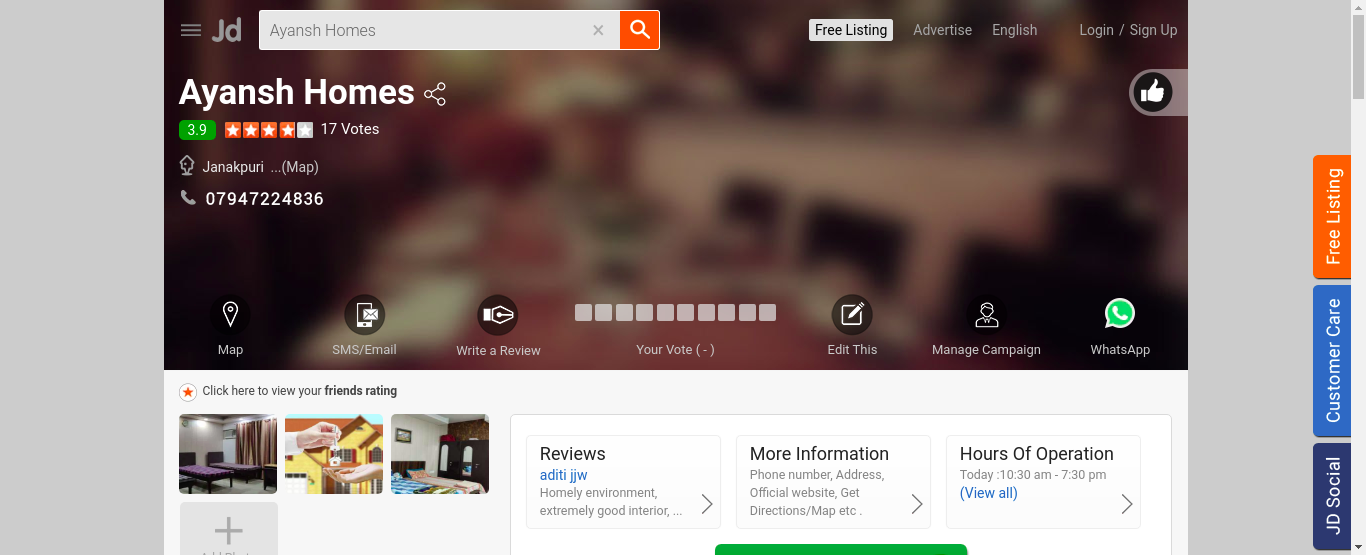 Jd
Ayansh Homes
Free Listing
Advertise
English
Login / Sign Up
Ayansh Homes
3.9 17 Votes
Janakpuri ...(Map)
07947224836
Map
SMS/Email
Write a Review
Your Vote ( - )
Edit This
Manage Campaign
WhatsApp
Click here to view your friends rating
Reviews
aditi jjw
Homely environment,
extremely good interior, ...
More Information
Phone number, Address,
Official website, Get
Directions/Map etc .
Hours Of Operation
Today :10:30 am - 7:30 pm
(View all)
Free Listing
Customer Care
JD Social